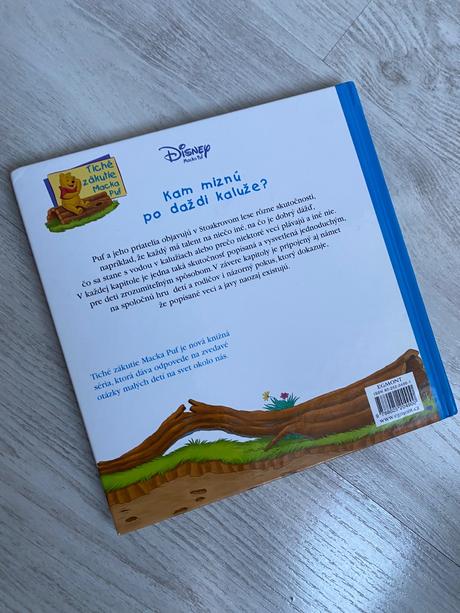 Tiché
zákutie
Macka
Puf
DISNEY
Macko Puf
Kam miznú
po daždi kaluže?
Puf a jeho priatelia objavujú v Stoakrovom lese rôzne skutočnosti,
napríklad, že každý má talent na niečo iné, na čo je dobrý dážď,
čo sa stane s vodou v kalužiach alebo prečo niektoré veci plávajú a iné nie.
V každej kapitole je jedna taká skutočnosť popísaná a vysvetlená jednoduchým,
pre deti zrozumiteľným spôsobom. V závere kapitoly je pripojený aj námet
na spoločnú hru detí a rodičov i názorný pokus, ktorý dokazuje,
že popísané veci a javy naozaj existujú.
Tiché zákutie Macka Puf je nová knižná
séria, ktorá dáva odpovede na zvedavé
otázky malých detí na svet okolo nás.
EGMONT
www.egmont.cz